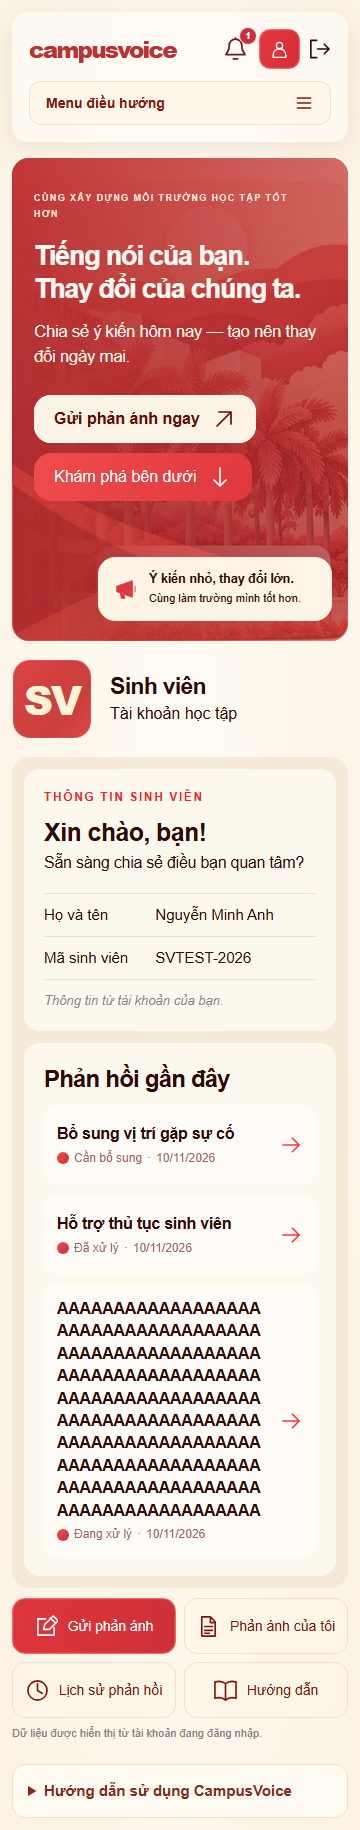 campusvoice
1
Menu điều hướng
CÙNG XÂY DỰNG MÔI TRƯỜNG HỌC TẬP TỐT
HƠN
Tiếng nói của bạn.
Thay đổi của chúng ta.
Chia sẻ ý kiến hôm nay — tạo nên thay
đổi ngày mai.
Gửi phản ánh ngay
Khám phá bên dưới
Ý kiến nhỏ, thay đổi lớn.
Cùng làm trường mình tốt hơn.
SV
Sinh viên
Tài khoản học tập
THÔNG TIN SINH VIÊN
Xin chào, bạn!
Sẵn sàng chia sẻ điều bạn quan tâm?
Họ và tên Nguyễn Minh Anh
Mã sinh viên SVTEST-2026
Thông tin từ tài khoản của bạn.
Phản hồi gần đây
Bổ sung vị trí gặp sự cố
Cần bổ sung · 10/11/2026
Hỗ trợ thủ tục sinh viên
Đã xử lý · 10/11/2026
AAAAAAAAAAAAAAAAAA
AAAAAAAAAAAAAAAAAA
AAAAAAAAAAAAAAAAAA
AAAAAAAAAAAAAAAAAA
AAAAAAAAAAAAAAAAAA
AAAAAAAAAAAAAAAAAA
AAAAAAAAAAAAAAAAAA
AAAAAAAAAAAAAAAAAA
AAAAAAAAAAAAAAAAAA
AAAAAAAAAAAAAAAAAA
Đang xử lý · 10/11/2026
Gửi phản ánh
Phản ánh của tôi
Lịch sử phản hồi
Hướng dẫn
Dữ liệu được hiển thị từ tài khoản đang đăng nhập.
Hướng dẫn sử dụng CampusVoice